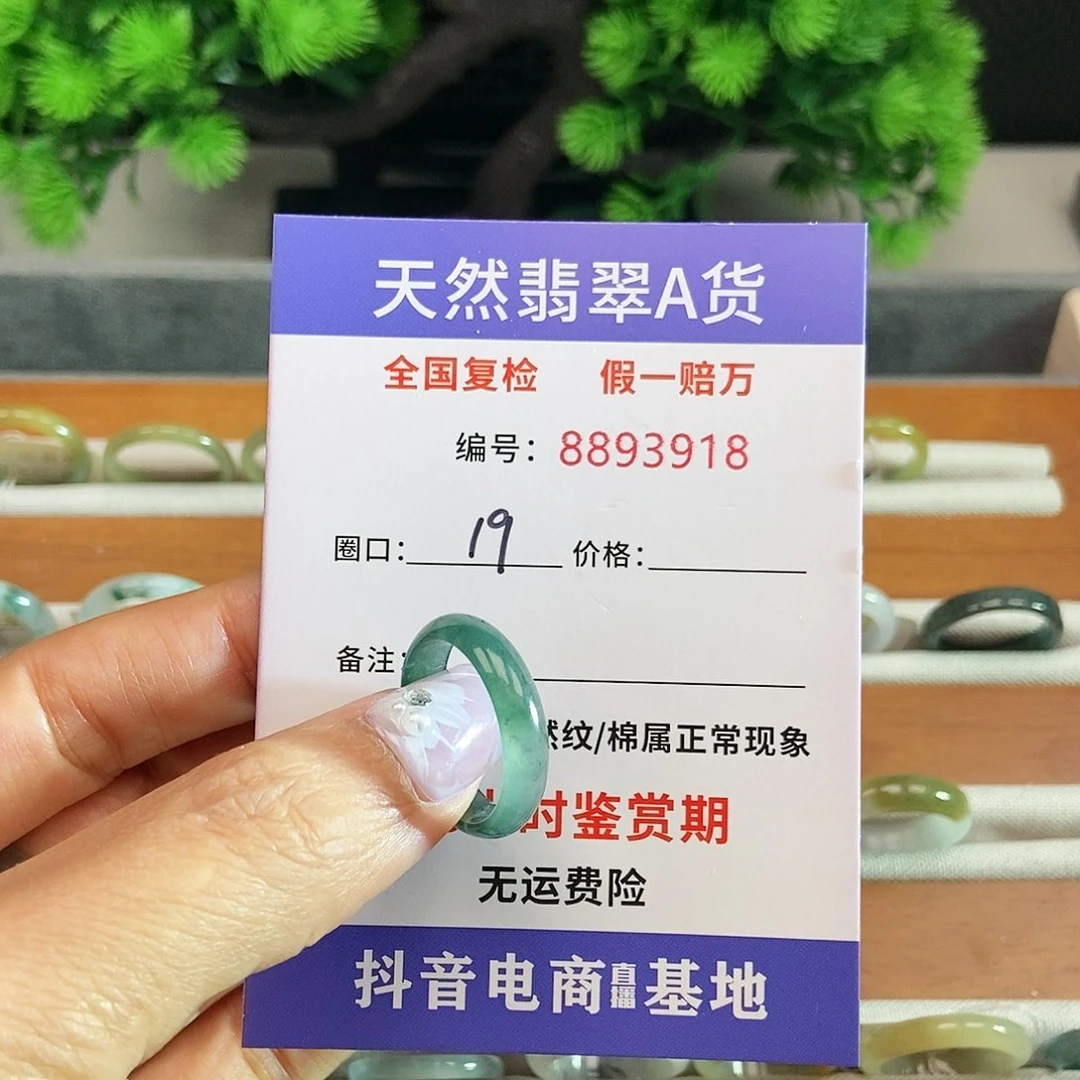 天然翡翠A货
全国复检 假一赔万
编号：8893918
圈口：19 价格：
备注：
纹/棉属正常现象
时鉴赏期
无运费险
抖音电商直播基地